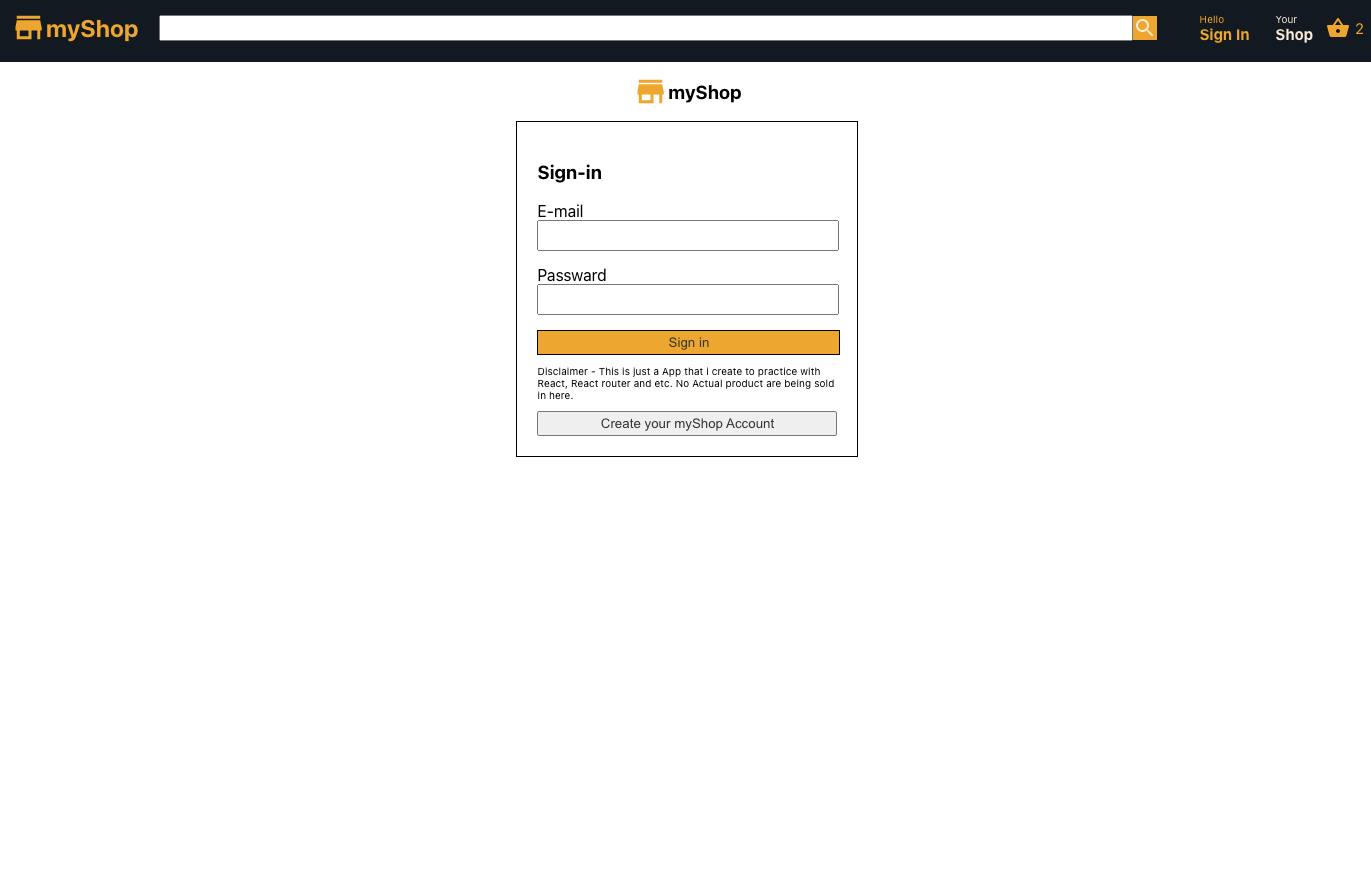 myShop
Hello
Sign In
Your
Shop
2
myShop
Sign-in
E-mail
Passward
Sign in
Disclaimer - This is just a App that i create to practice with
React, React router and etc. No Actual product are being sold
in here.
Create your myShop Account